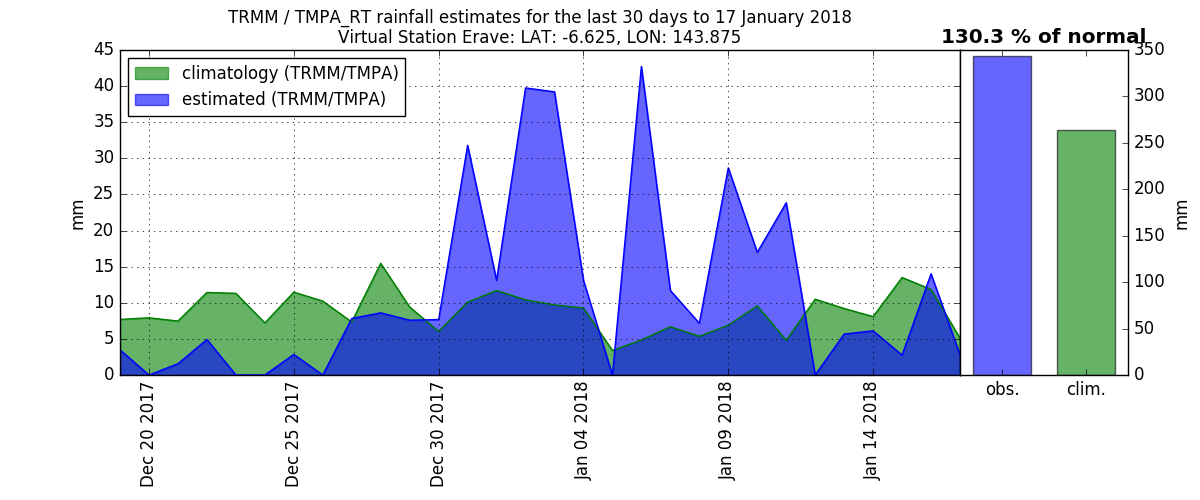 TRMM / TMPA_RT rainfall estimates for the last 30 days to 17 January 2018
Virtual Station Erave: LAT: -6.625, LON: 143.875
130.3 % of normal
climatology (TRMM/TMPA)
estimated (TRMM/TMPA)
45
40
35
30
25
20
15
10
5
0
mm
Dec 20 2017
Dec 25 2017
Dec 30 2017
Jan 04 2018
Jan 09 2018
Jan 14 2018
obs.
clim.
350
300
250
200
150
100
50
0
mm